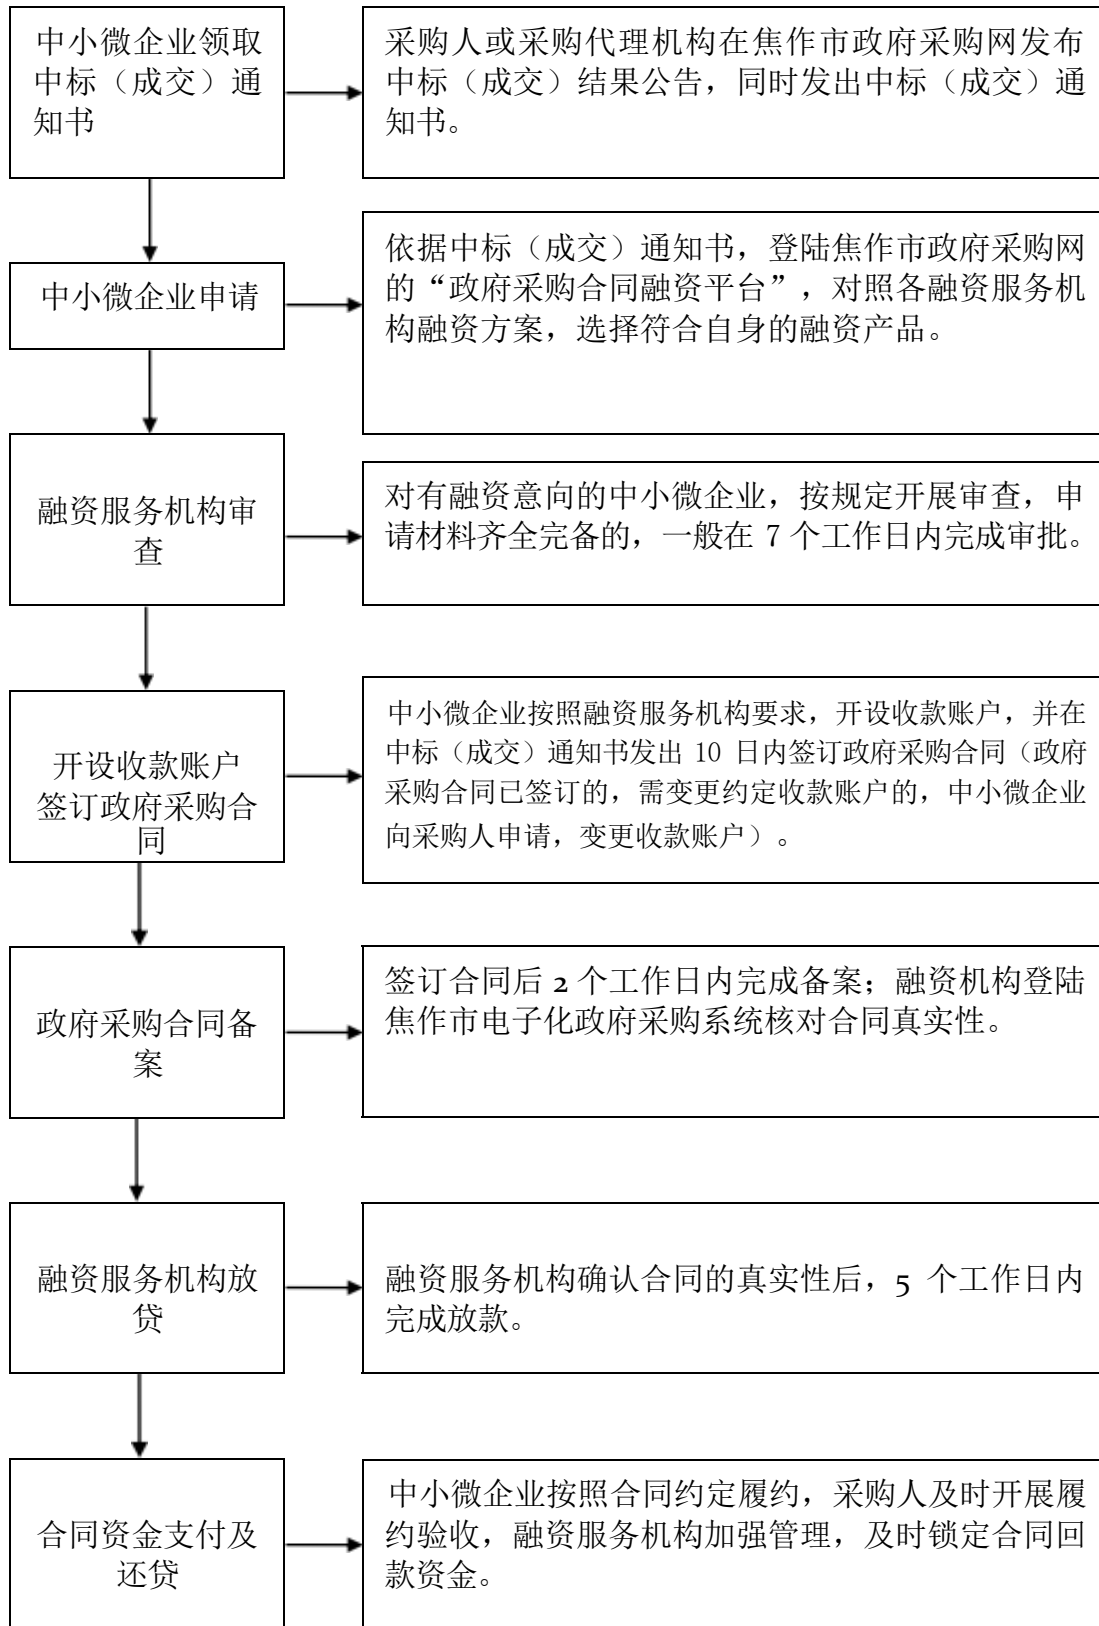 中小微企业领取
中标（成交）通
知书
采购人或采购代理机构在焦作市政府采购网发布
中标（成交）结果公告，同时发出中标（成交）通
知书。
中小微企业申请
依据中标（成交）通知书，登陆焦作市政府采购网
的“政府采购合同融资平台”，对照各融资服务机
构融资方案，选择符合自身的融资产品。
融资服务机构审
查
对有融资意向的中小微企业，按规定开展审查，申
请材料齐全完备的，一般在 7 个工作日内完成审批。
开设收款账户
签订政府采购合
同
中小微企业按照融资服务机构要求，开设收款账户，并在
中标（成交）通知书发出 10 日内签订政府采购合同（政府
采购合同已签订的，需变更约定收款账户的，中小微企业
向采购人申请，变更收款账户）。
政府采购合同备
案
签订合同后 2 个工作日内完成备案；融资机构登陆
焦作市电子化政府采购系统核对合同真实性。
融资服务机构放
贷
融资服务机构确认合同的真实性后，5 个工作日内
完成放款。
合同资金支付及
还贷
中小微企业按照合同约定履约，采购人及时开展履
约验收，融资服务机构加强管理，及时锁定合同回
款资金。